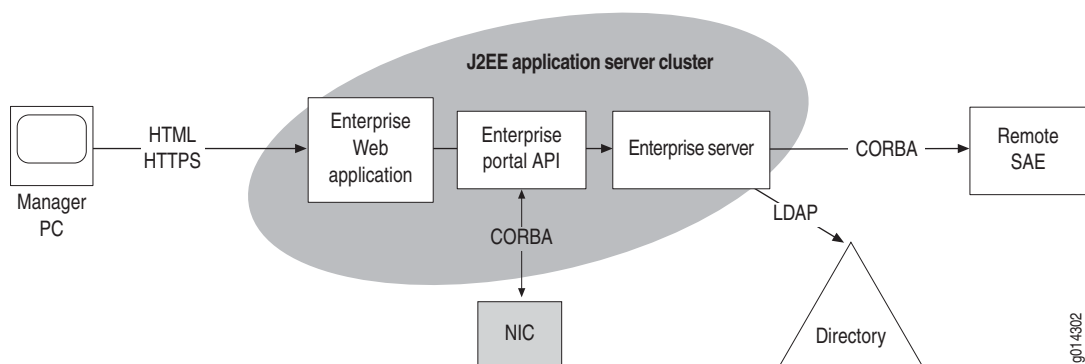 J2EE application server cluster
Manager
PC
HTML
HTTPS
Enterprise
Web
application
Enterprise
portal API
Enterprise server
CORBA
Remote
SAE
CORBA
LDAP
NIC
Directory
g014302